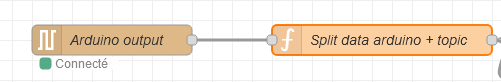 Arduino output
Split data arduino + topic
Connecté